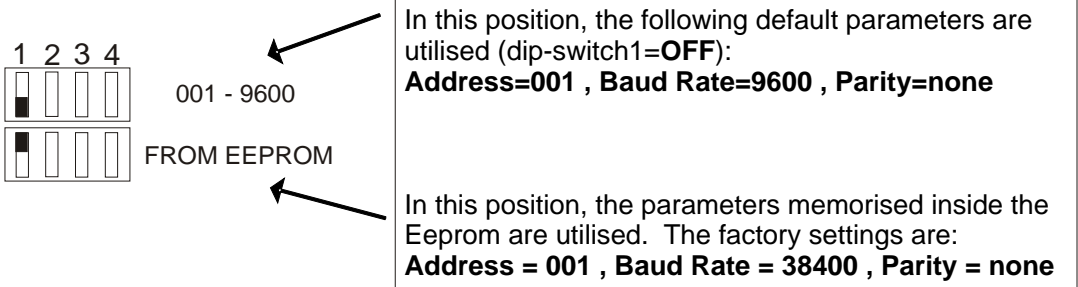 1 2 3 4
001 - 9600
FROM EEPROM
In this position, the following default parameters are
utilised (dip-switch1=OFF):
Address=001 , Baud Rate=9600 , Parity=none
In this position, the parameters memorised inside the
Eeprom are utilised. The factory settings are:
Address = 001 , Baud Rate = 38400 , Parity = none